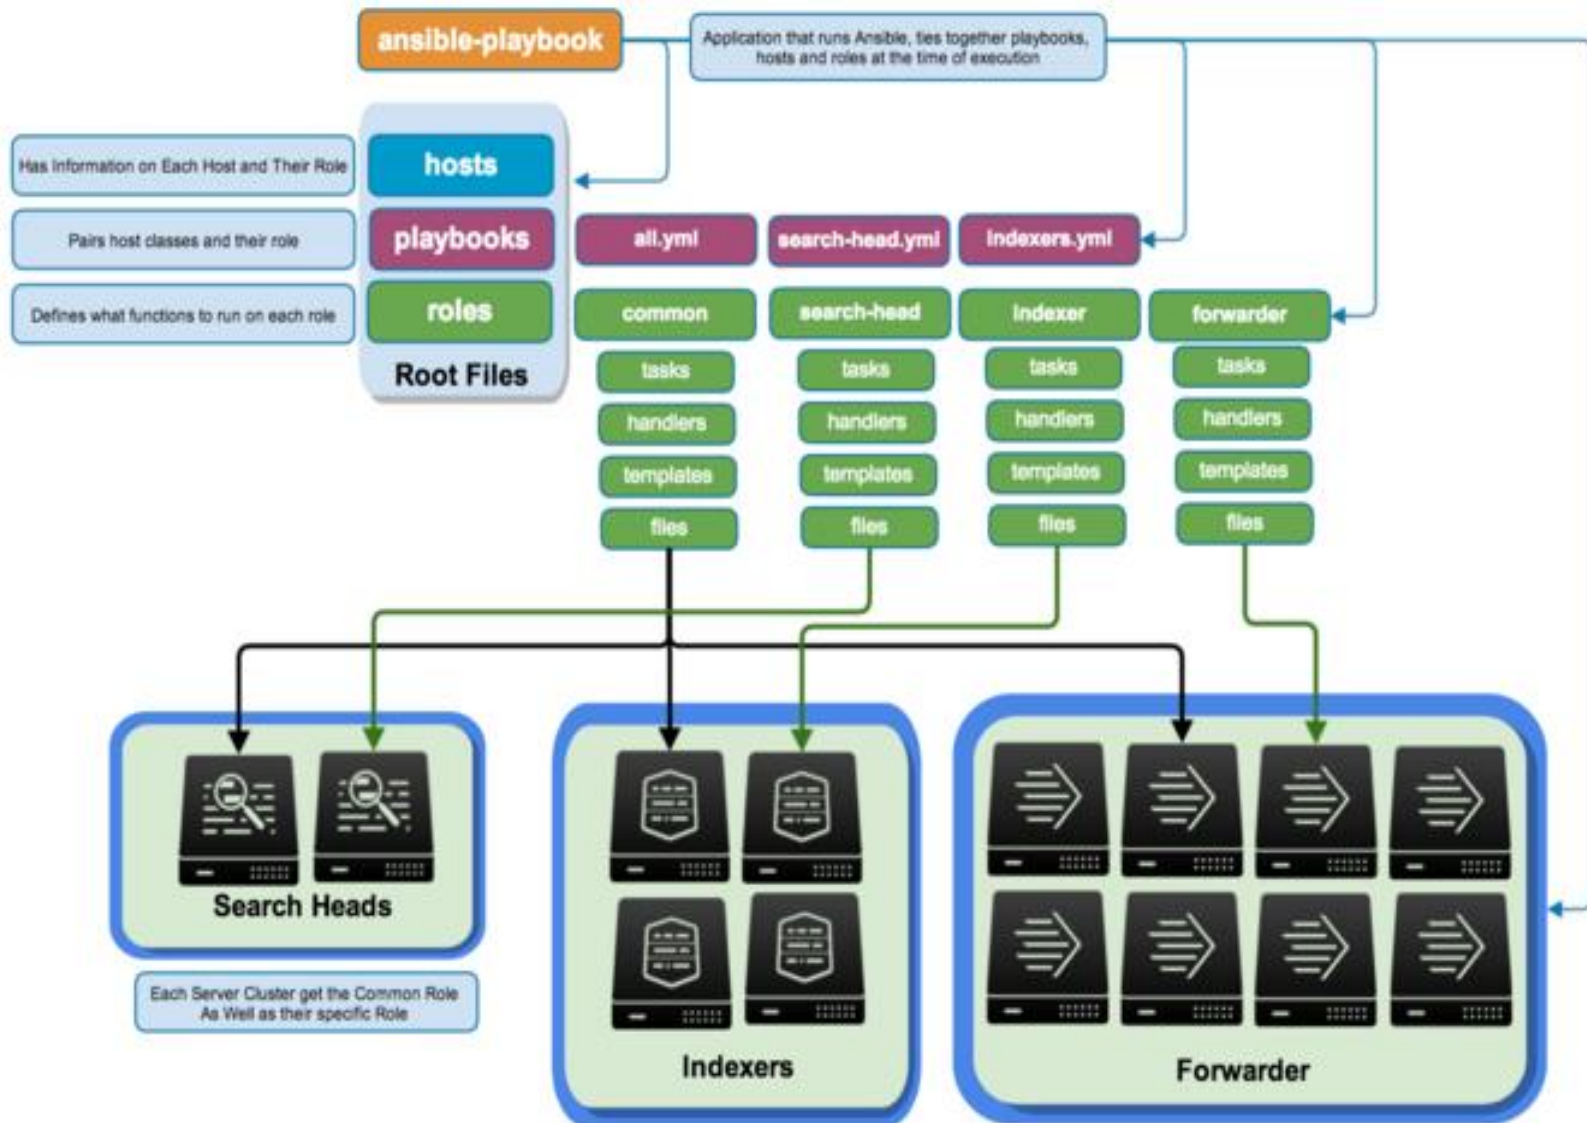 ansible-playbook
Application that runs Ansible, ties together playbooks,
hosts and roles at the time of execution
Has Information on Each Host and Their Role
hosts
Pairs host classes and their role
playbooks
all.yml
search-head.yml
indexers.yml
Defines what functions to run on each role
roles
common
search-head
indexer
forwarder
Root Files
tasks
tasks
tasks
tasks
handlers
handlers
handlers
handlers
templates
templates
templates
templates
files
files
files
files
Search Heads
Each Server Cluster get the Common Role
As Well as their specific Role
Indexers
Forwarder